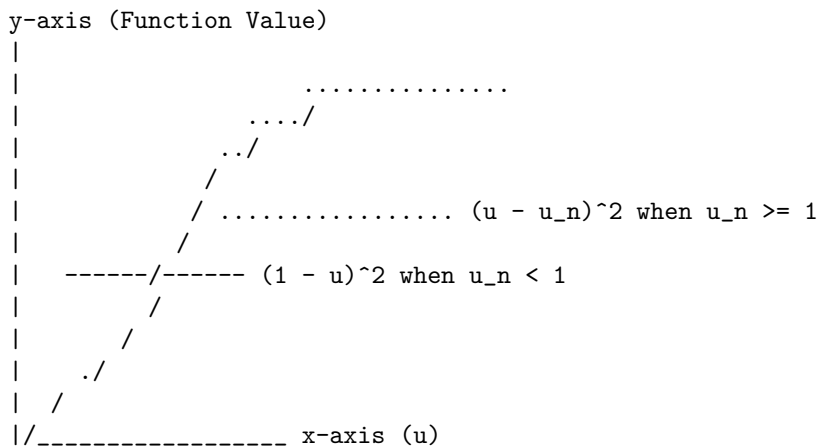 y-axis (Function Value)
(u - u_n)^2 when u_n >= 1
(1 - u)^2 when u_n < 1
x-axis (u)